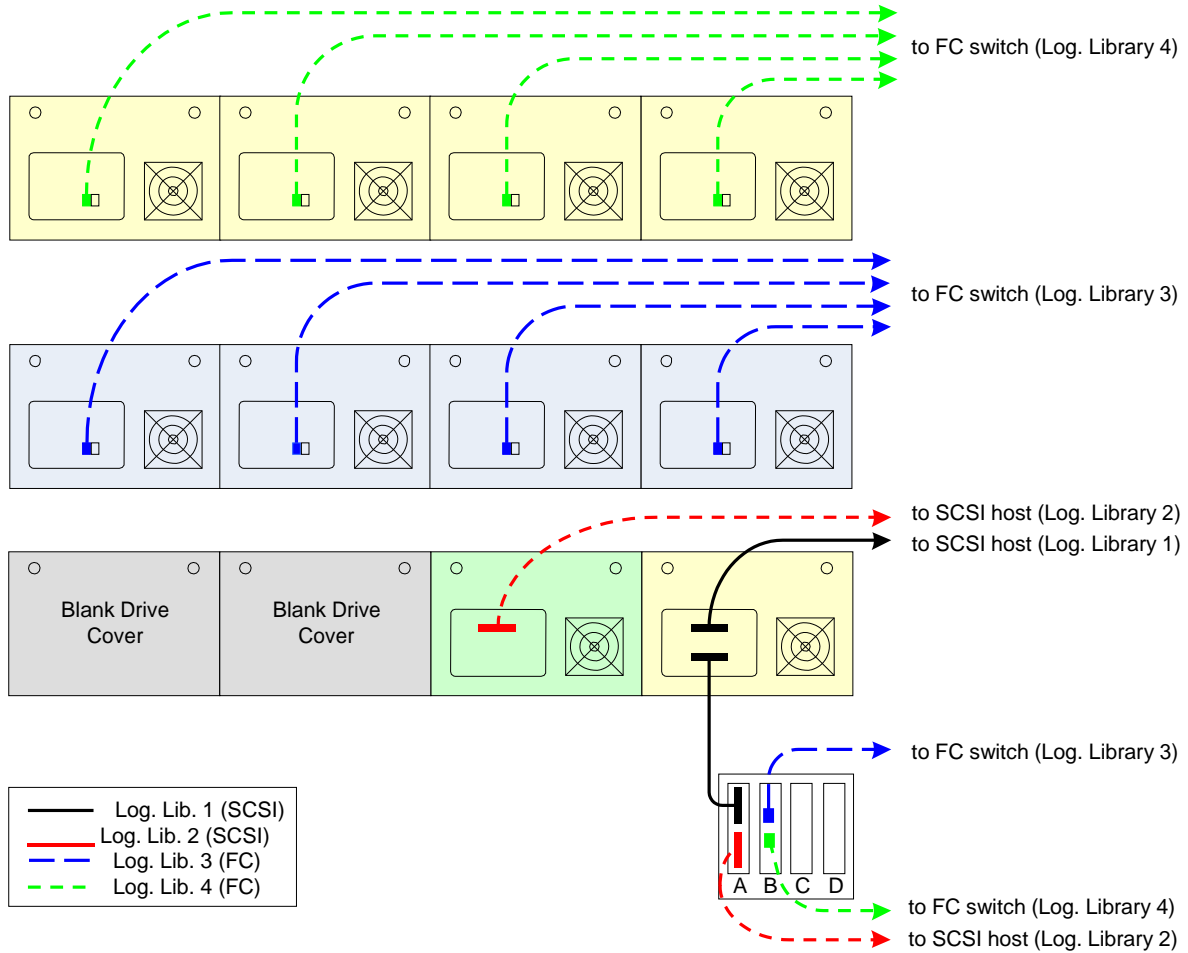 to FC switch (Log. Library 4)
to FC switch (Log. Library 3)
to SCSI host (Log. Library 2)
to SCSI host (Log. Library 1)
Blank Drive
Cover
Blank Drive
Cover
to FC switch (Log. Library 3)
Log. Lib. 1 (SCSI)
Log. Lib. 2 (SCSI)
Log. Lib. 3 (FC)
Log. Lib. 4 (FC)
A B C D
to FC switch (Log. Library 4)
to SCSI host (Log. Library 2)